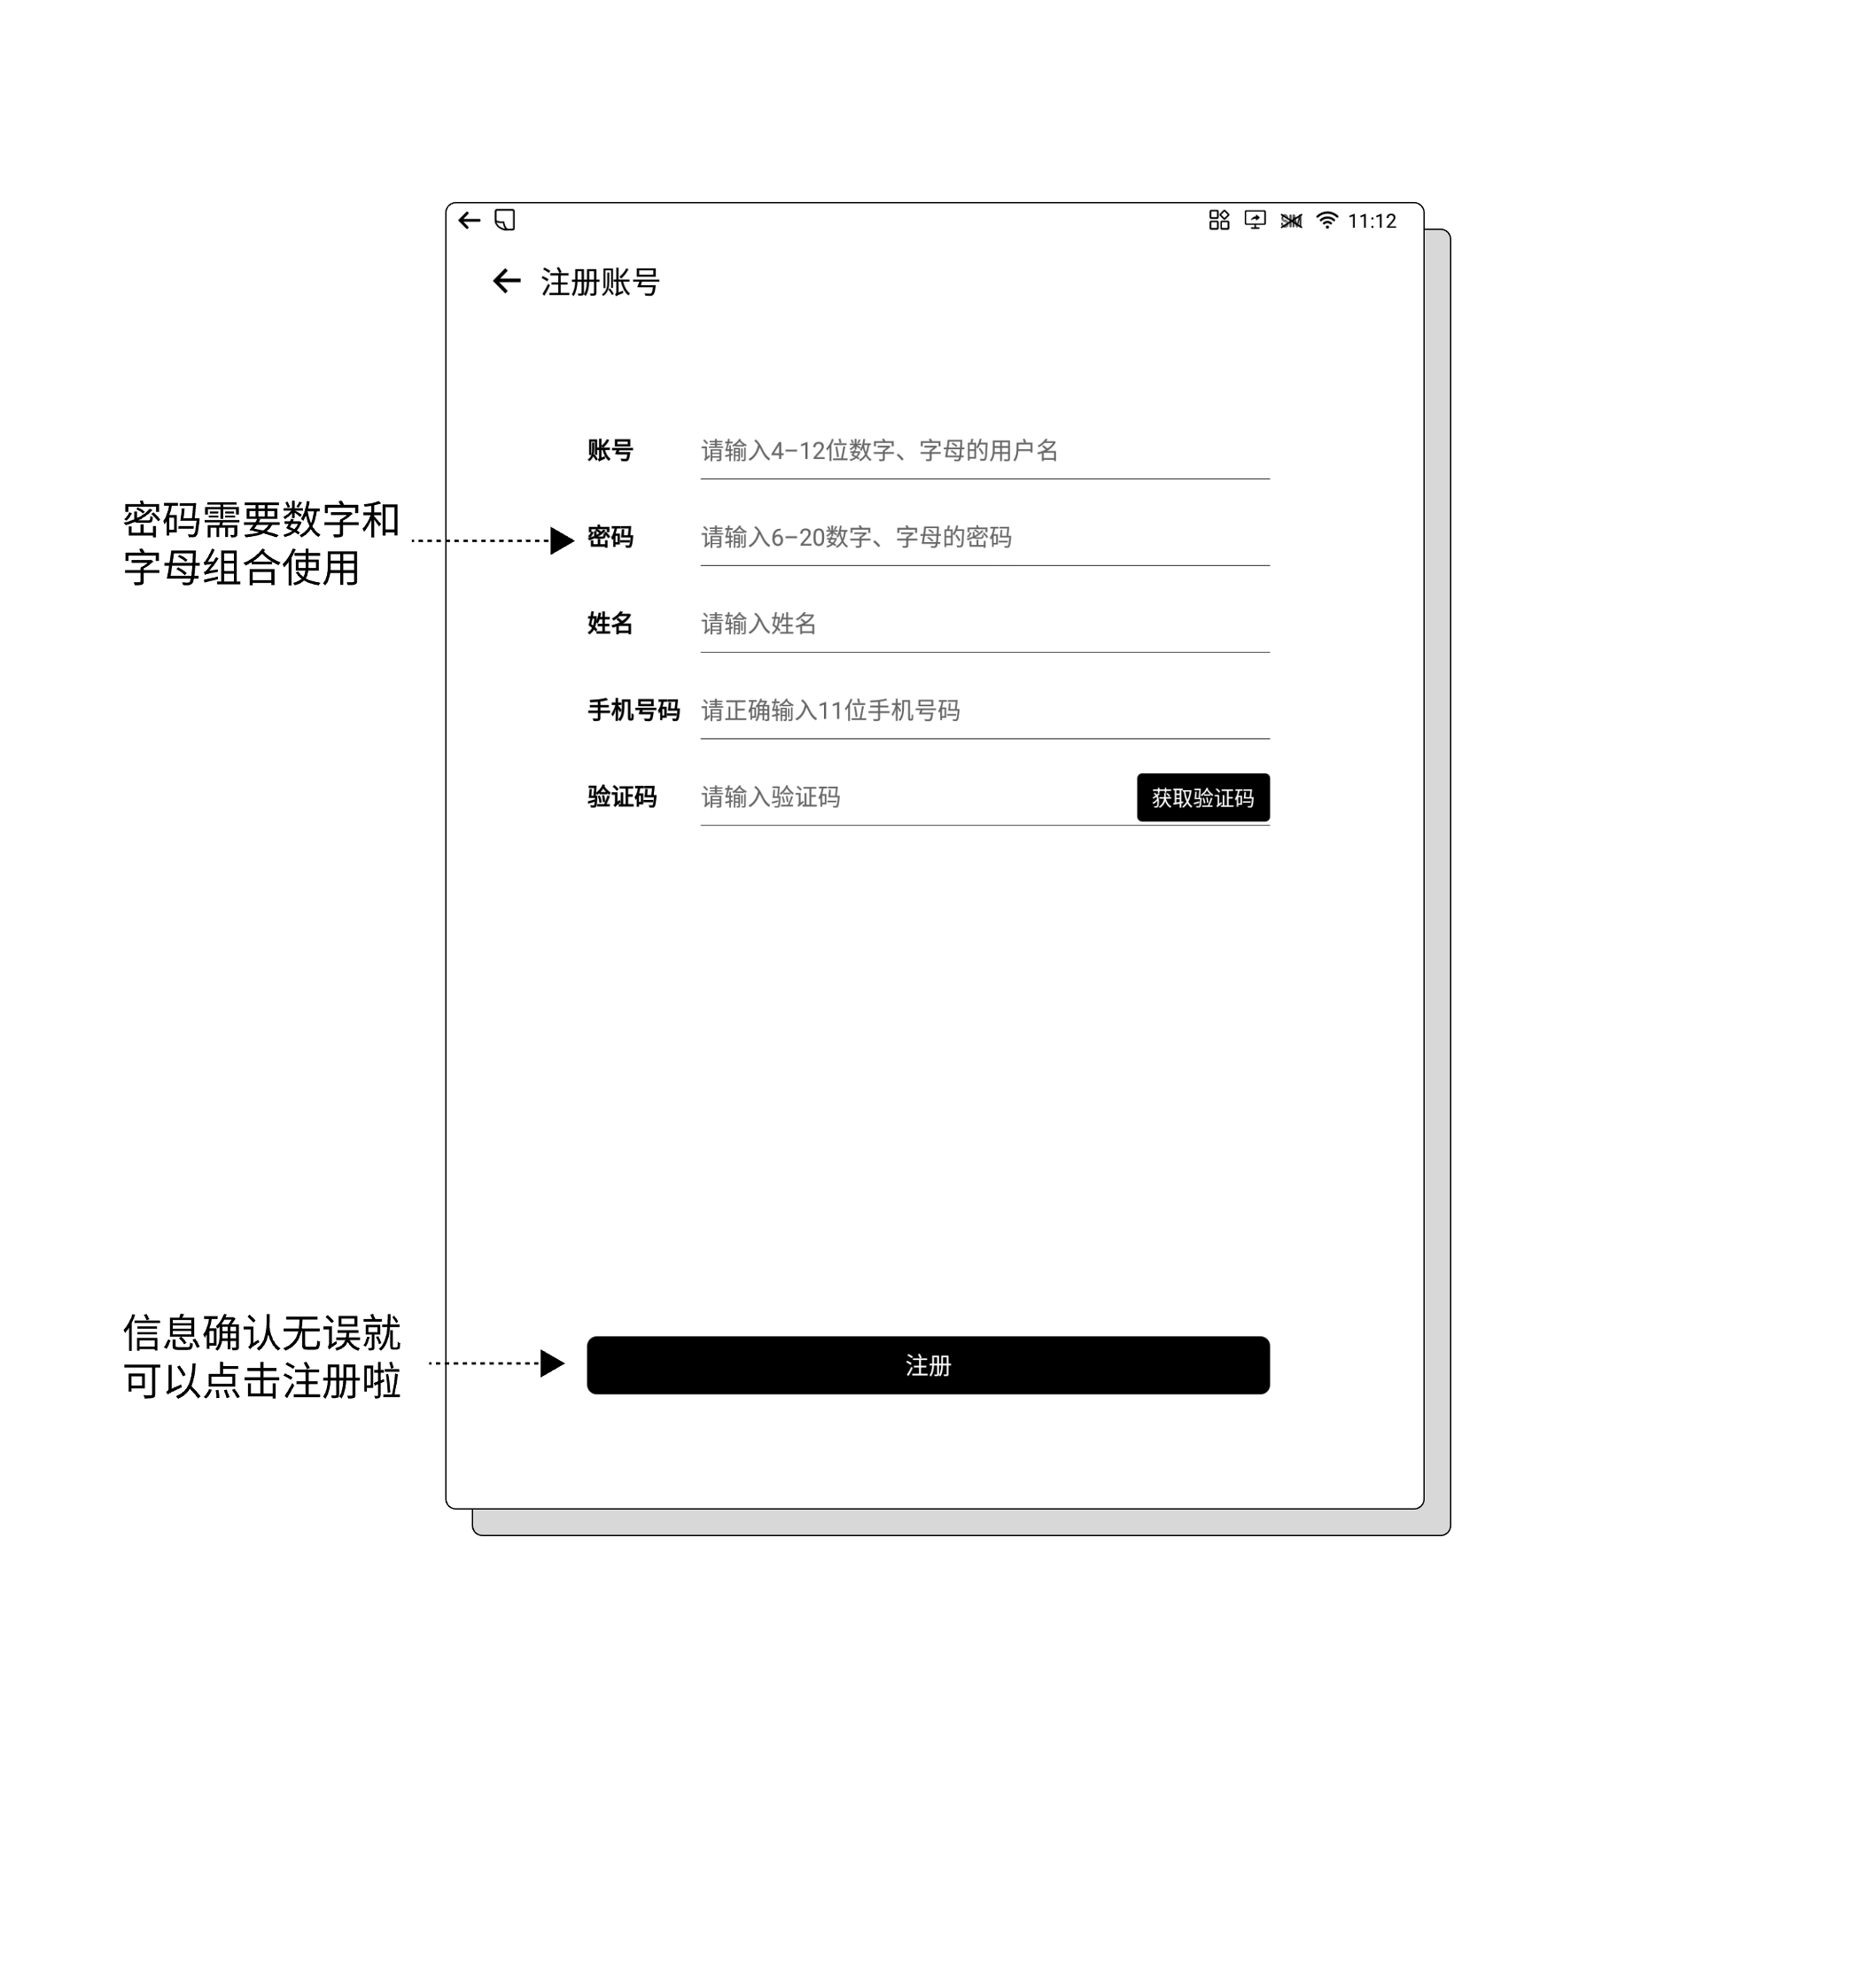 11:12
注册账号
账号 请输入4-12位数字、字母的用户名
密码需要数字和
字母组合使用
密码 请输入6-20数字、字母的密码
姓名 请输入姓名
手机号码 请正确输入11位手机号码
验证码 请输入验证码 获取验证码
信息确认无误就
可以点击注册啦
注册